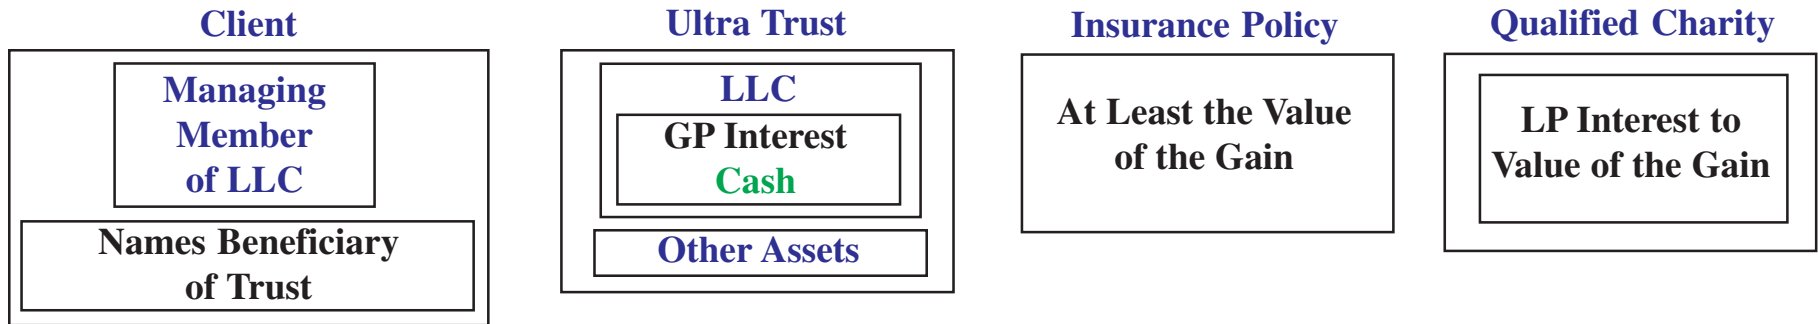 Client
Managing
Member
of LLC
Names Beneficiary
of Trust
Ultra Trust
LLC
GP Interest
Cash
Other Assets
Insurance Policy
At Least the Value
of the Gain
Qualified Charity
LP Interest to
Value of the Gain